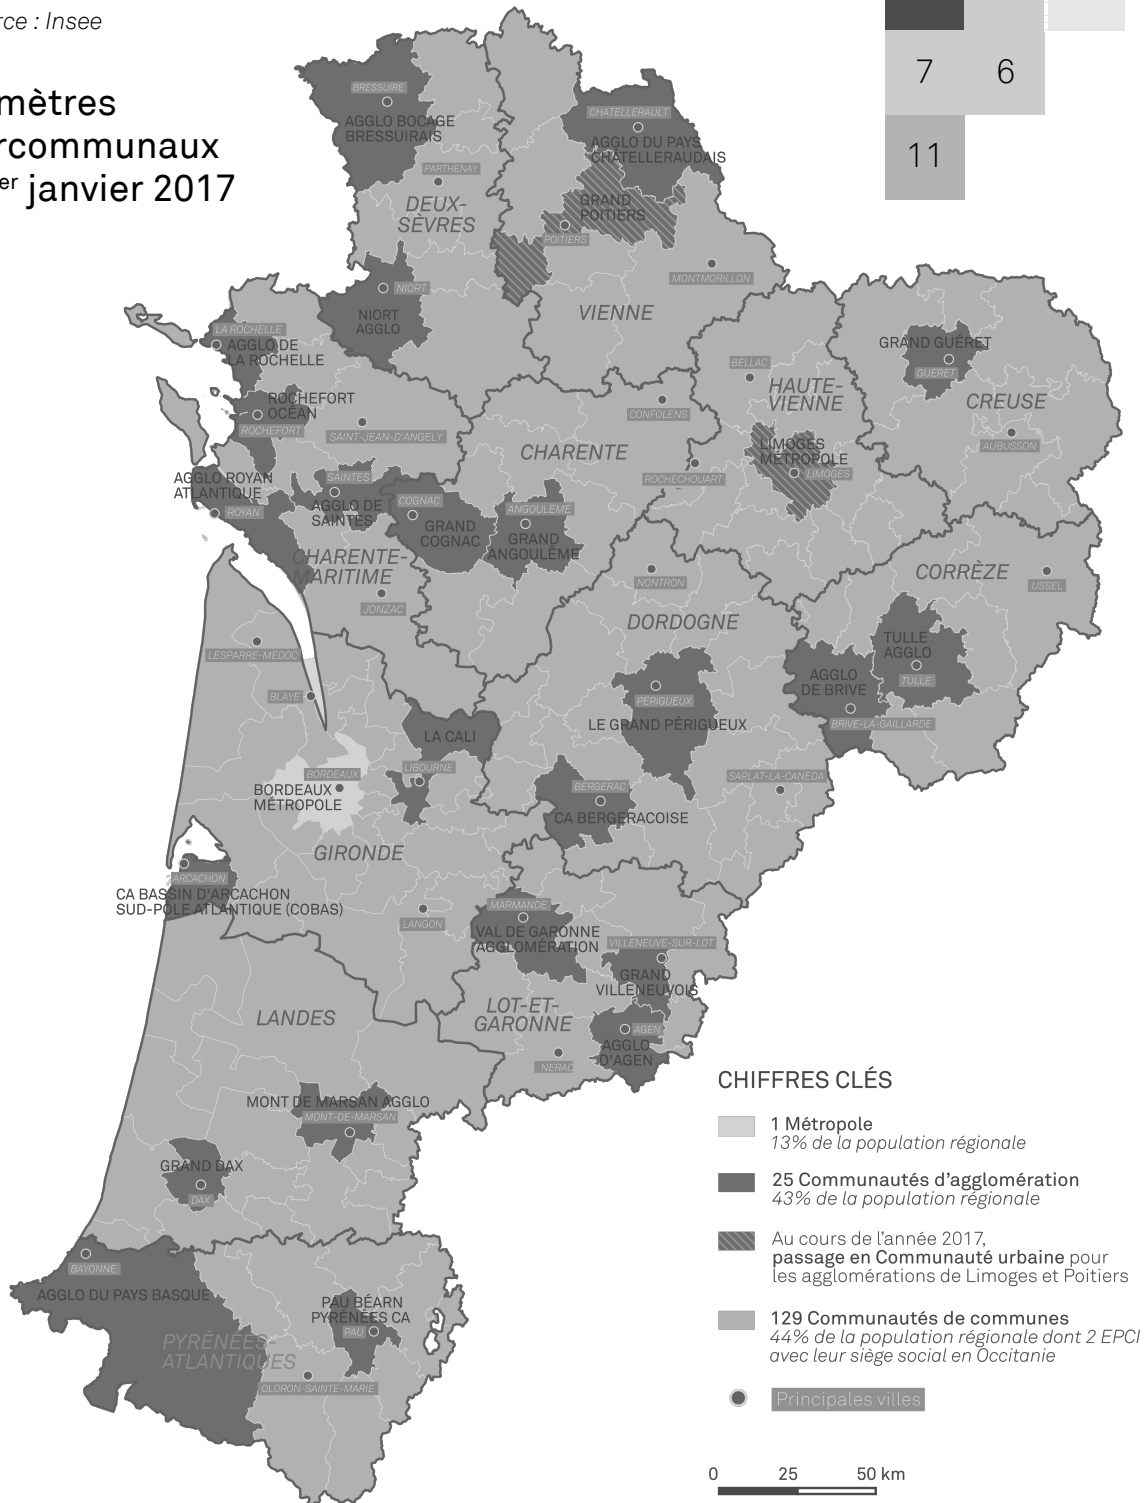 rce : Insee
mètres
rcommunaux
er janvier 2017
7
6
11
BRESSUIRE
AGGLO BOCAGE
BRESSUIRAIS
CHATELLERAULT
AGGLO DU PAYS
CHÂTELLERAUDAIS
PARTHENAY
DEUX-
SÈVRES
GRAND
POITIERS
POITIERS
MONTMORILLON
NIORT
NIORT
AGGLO
VIENNE
LA ROCHELLE
AGGLO DE
LA ROCHELLE
GRAND GUÉRET
GUERET
BELLAC
HAUTE-
VIENNE
CREUSE
ROCHEFORT
OCÉAN
ROCHEFORT
SAINT-JEAN-D'ANGELY
CONFOLENS
AUBUSSON
CHARENTE
LIMOGES
MÉTROPOLE
LIMOGES
ROCHECHOUART
AGGLO ROYAN
ATLANTIQUE
ROYAN
SAINTES
AGGLO DE
SAINTES
COGNAC
GRAND
COGNAC
ANGOULEME
GRAND
ANGOULÊME
CHARENTE-
MARITIME
JONZAC
NONTRON
CORRÈZE
USSEL
DORDOGNE
LESPARRE-MEDOC
TULLE
AGGLO
TULLE
BLAYE
AGGLO
DE BRIVE
BRIVE-LA-GAILLARDE
PERIGUEUX
LE GRAND PÉRIGUEUX
LA CALI
LIBOURNE
BORDEAUX
BORDEAUX
MÉTROPOLE
SARLAT-LA-CANEDA
BERGERAC
CA BERGERACOISE
GIRONDE
ARCACHON
CA BASSIN D'ARCACHON
SUD-PÔLE ATLANTIQUE (COBAS)
LANGON
MARMANDE
VAL DE GARONNE
AGGLOMÉRATION
VILLENEUVE-SUR-LOT
GRAND
VILLENEUVOIS
LANDES
LOT-ET-
GARONNE
AGEN
AGGLO
D'AGEN
NERAC
MONT DE MARSAN AGGLO
MONT-DE-MARSAN
GRAND DAX
DAX
BAYONNE
AGGLO DU PAYS BASQUE
PAU BÉARN
PYRÉNÉES CA
PAU
PYRÉNÉES-
ATLANTIQUES
OLORON-SAINTE-MARIE
CHIFFRES CLÉS
1 Métropole
13% de la population régionale
25 Communautés d'agglomération
43% de la population régionale
Au cours de l'année 2017,
passage en Communauté urbaine pour
les agglomérations de Limoges et Poitiers
129 Communautés de communes
44% de la population régionale dont 2 EPCI
avec leur siège social en Occitanie
Principales villes
0 25 50 km